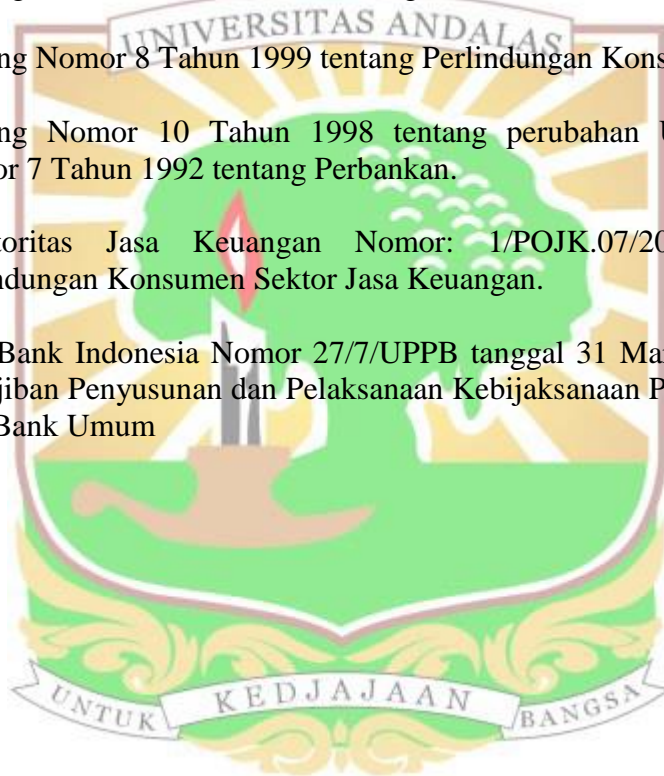 UNIVERSITAS ANDALAS
ng Nomor 8 Tahun 1999 tentang Perlindungan Kons
ng Nomor 10 Tahun 1998 tentang perubahan U
or 7 Tahun 1992 tentang Perbankan.
toritas Jasa Keuangan Nomor: 1/POJK.07/20
ndungan Konsumen Sektor Jasa Keuangan.
Bank Indonesia Nomor 27/7/UPPB tanggal 31 Mar
jiban Penyusunan dan Pelaksanaan Kebijaksanaan P
Bank Umum
UNTUK KEDJAJAAN BANGSA